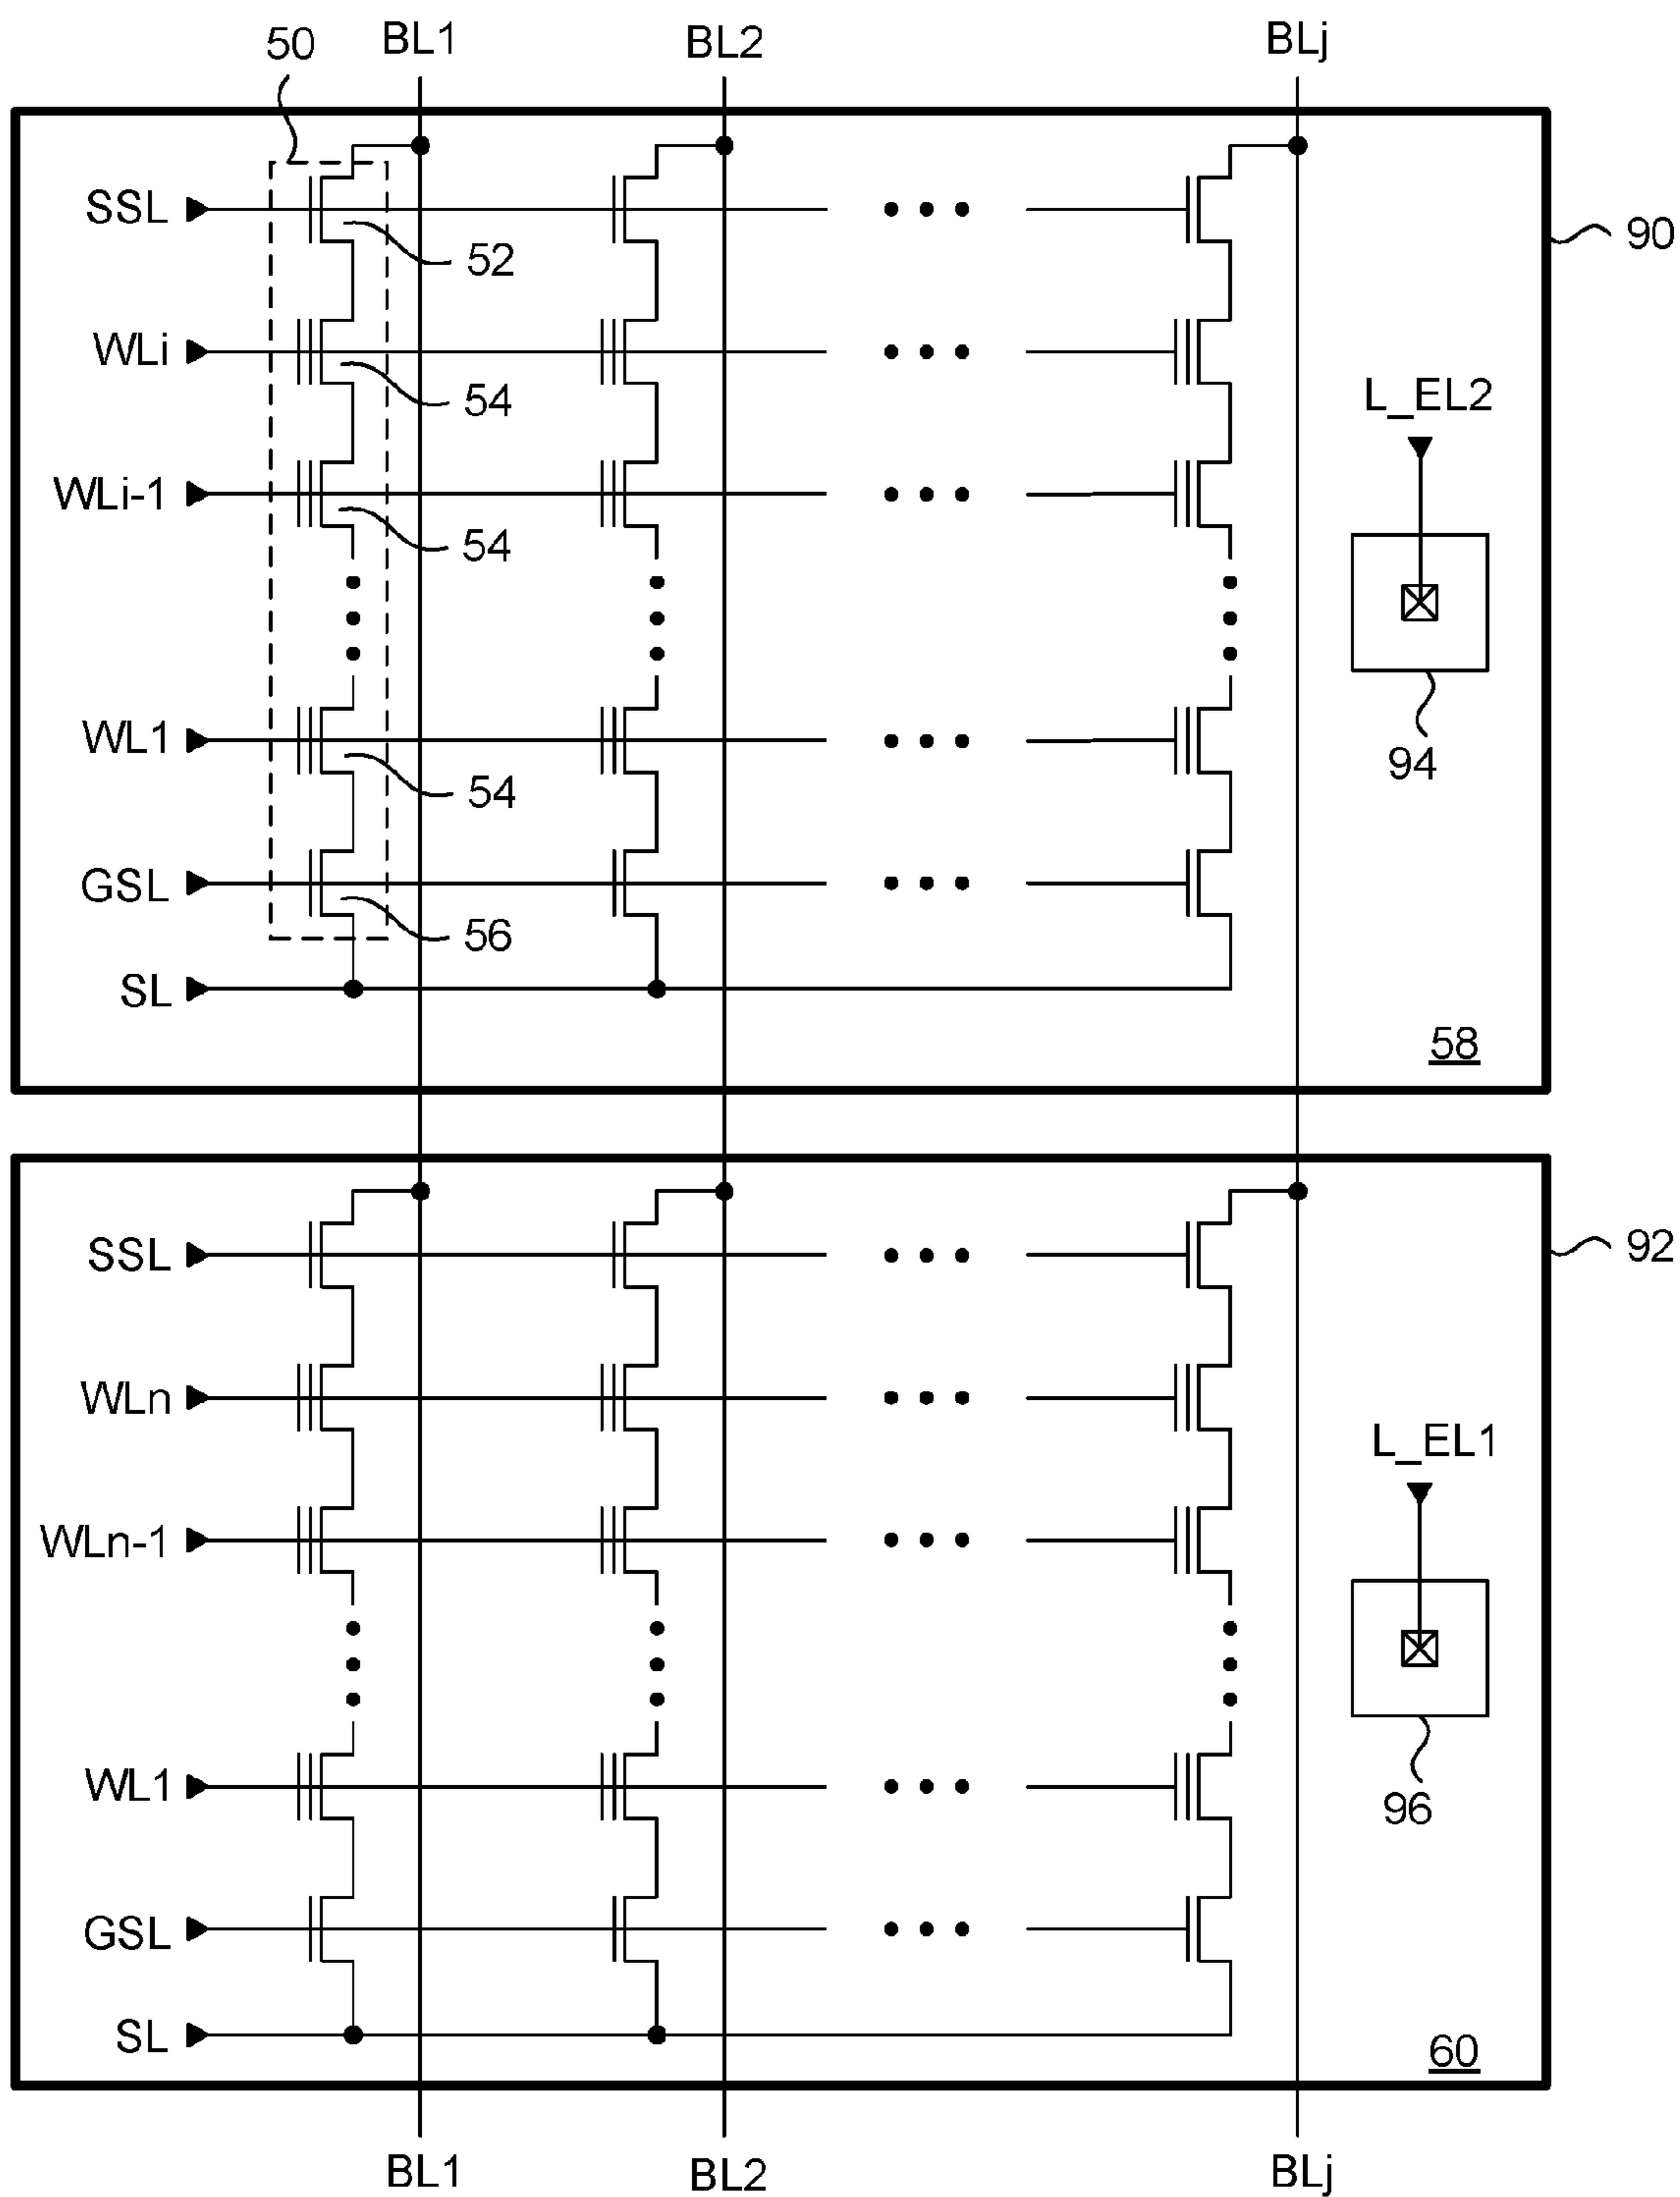 50 BL1 BL2 BLj
SSL
52
90
WLi
54
L_EL2
WLi-1
54
WL1
54
94
GSL
56
SL
58
SSL
92
WLn
L_EL1
WLn-1
WL1
96
GSL
SL
60
BL1 BL2 BLj